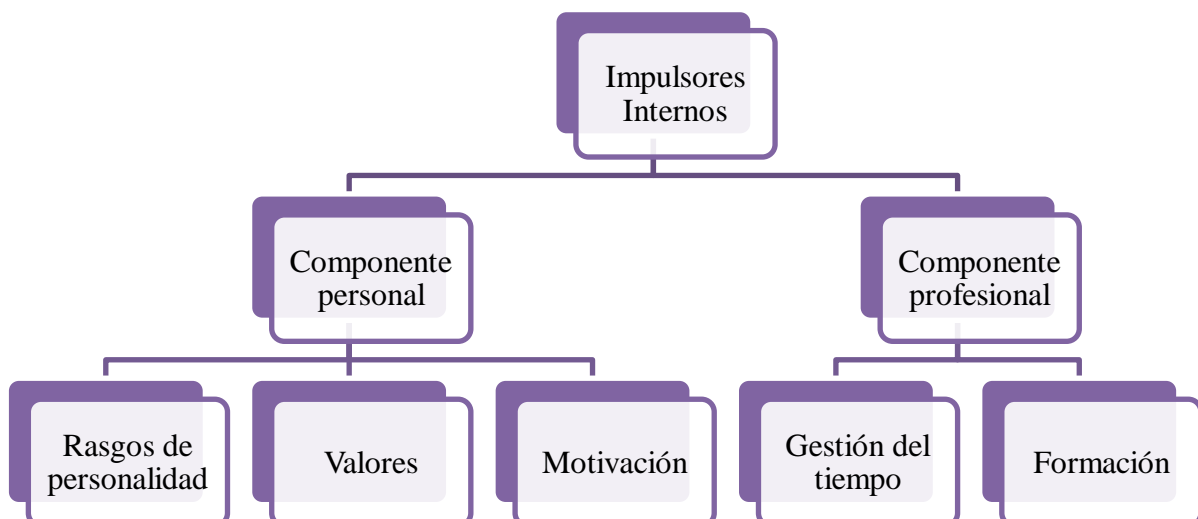 Impulsores
Internos
Componente
personal
Componente
profesional
Rasgos de
personalidad
Valores
Motivación
Gestión del
tiempo
Formación